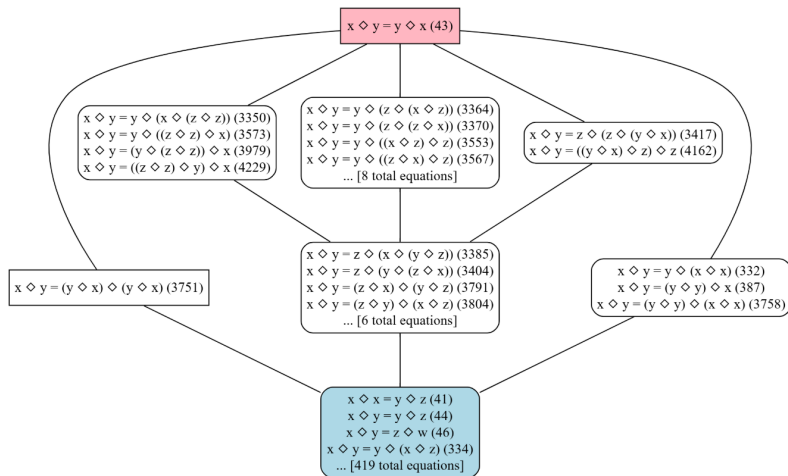 x ◇ y = y ◇ x (43)
x ◇ y = y ◇ (x ◇ (z ◇ z)) (3350)
x ◇ y = y ◇ ((z ◇ z) ◇ x) (3573)
x ◇ y = (y ◇ (z ◇ z)) ◇ x (3979)
x ◇ y = ((z ◇ z) ◇ y) ◇ x (4229)
x ◇ y = y ◇ (z ◇ (x ◇ z)) (3364)
x ◇ y = y ◇ (z ◇ (z ◇ x)) (3370)
x ◇ y = y ◇ ((x ◇ z) ◇ z) (3553)
x ◇ y = y ◇ ((z ◇ x) ◇ z) (3567)
... [8 total equations]
x ◇ y = z ◇ (z ◇ (y ◇ x)) (3417)
x ◇ y = ((y ◇ x) ◇ z) ◇ z (4162)
x ◇ y = (y ◇ x) ◇ (y ◇ x) (3751)
x ◇ y = z ◇ (x ◇ (y ◇ z)) (3385)
x ◇ y = z ◇ (y ◇ (z ◇ x)) (3404)
x ◇ y = (z ◇ x) ◇ (y ◇ z) (3791)
x ◇ y = (z ◇ y) ◇ (x ◇ z) (3804)
... [6 total equations]
x ◇ y = y ◇ (x ◇ x) (332)
x ◇ y = (y ◇ y) ◇ x (387)
x ◇ y = (y ◇ y) ◇ (x ◇ x) (3758)
x ◇ x = y ◇ z (41)
x ◇ y = y ◇ z (44)
x ◇ y = z ◇ w (46)
x ◇ y = y ◇ (x ◇ z) (334)
... [419 total equations]